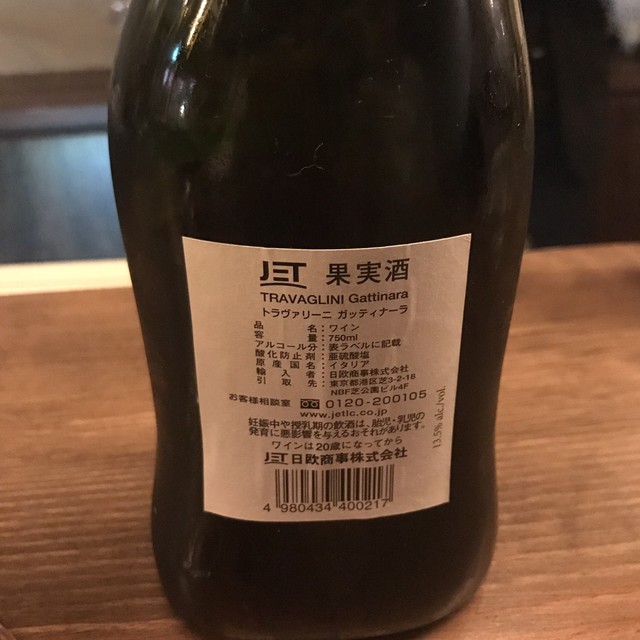 JET 果実酒
TRAVAGLINI Gattinara
トラヴァリーニ ガッティナーラ
品名:ワイン
容量:750ml
アルコール分:表ラベルに記載
酸化防止剤:亜硫酸塩
原産国名:イタリア
輸入者:日欧商事株式会社
引取先:東京都港区芝3-2-18
NBF芝公園ビル4F
お客様相談室 0120-200105
www.jetlc.co.jp
妊娠中や授乳期の飲酒は、胎児・乳児の
発育に悪影響を与えるおそれがあります。
ワインは20歳になってから
JET日欧商事株式会社
4 980434 400217
13.5% alc./vol.